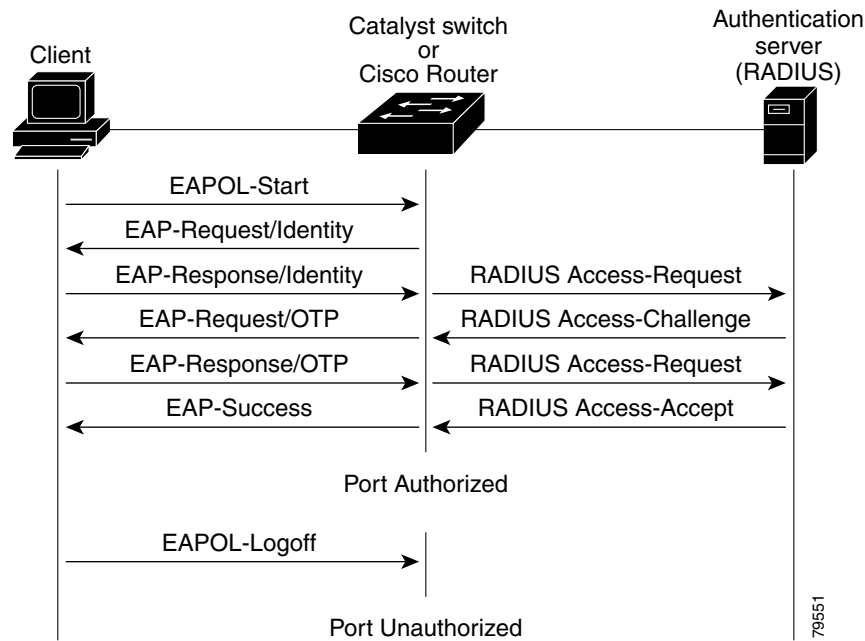 Client
Catalyst switch
or
Cisco Router
Authentication
server
(RADIUS)
EAPOL-Start
EAP-Request/Identity
EAP-Response/Identity
RADIUS Access-Request
EAP-Request/OTP
RADIUS Access-Challenge
EAP-Response/OTP
RADIUS Access-Request
EAP-Success
RADIUS Access-Accept
Port Authorized
EAPOL-Logoff
Port Unauthorized
79551